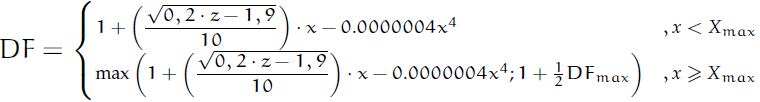 DF = { 1 + ( √(0,2 · z − 1,9) / 10 ) · x − 0.0000004x⁴ , x < X_max
max ( 1 + ( √(0,2 · z − 1,9) / 10 ) · x − 0.0000004x⁴; 1 + ½ DF_max ) , x ⩾ X_max